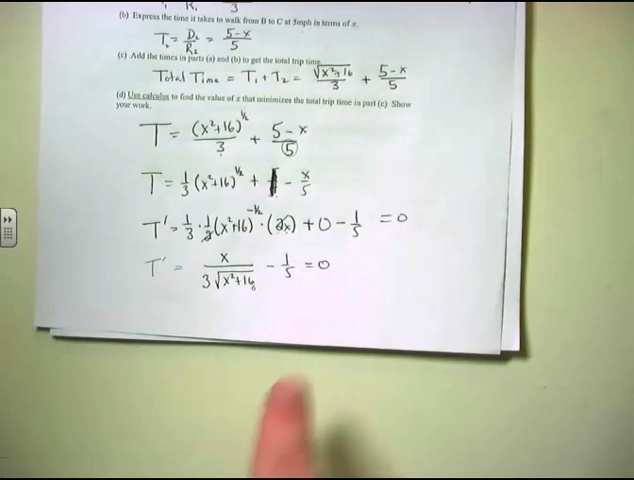 3
(b) Express the time it takes to walk from D to C at 5mph in terms of x.
T₂ = D₂/R₂ = (5-x)/5
(c) Add the times in parts (a) and (b) to get the total trip time.
Total Time = T₁ + T₂ = √(x²+16)/3 + (5-x)/5
(d) Use calculus to find the value of x that minimizes the total trip time in part (c) Show
your work.
T = (x²+16)^(1/2)/3 + (5-x)/5
T = 1/3 (x²+16)^(1/2) + 1 - x/5
T' = 1/3 · 1/2 (x²+16)^(-1/2) · (2x) + 0 - 1/5 = 0
T' = x/(3√(x²+16)) - 1/5 = 0